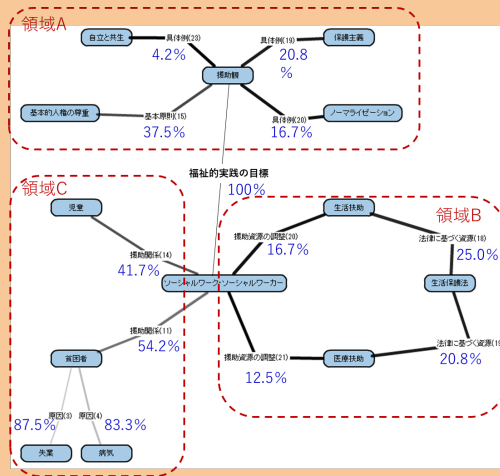 領域A
自立と共生
具体例(23)
4.2%
具体例(19)
20.8
%
保護主義
援助観
基本的人権の尊重
基本原則(15)
37.5%
具体例(20)
16.7%
ノーマライゼーション
福祉的実践の目標
100%
領域C
児童
援助関係(14)
41.7%
領域B
生活扶助
援助資源の調整(20)
16.7%
法律に基づく資源(18)
25.0%
ソーシャルワーク・ソーシャルワーカー
生活保護法
援助関係(11)
54.2%
法律に基づく資源(19
20.8%
貧困者
援助資源の調整(21)
12.5%
医療扶助
原因(3)
87.5%
原因(4)
83.3%
失業
病気